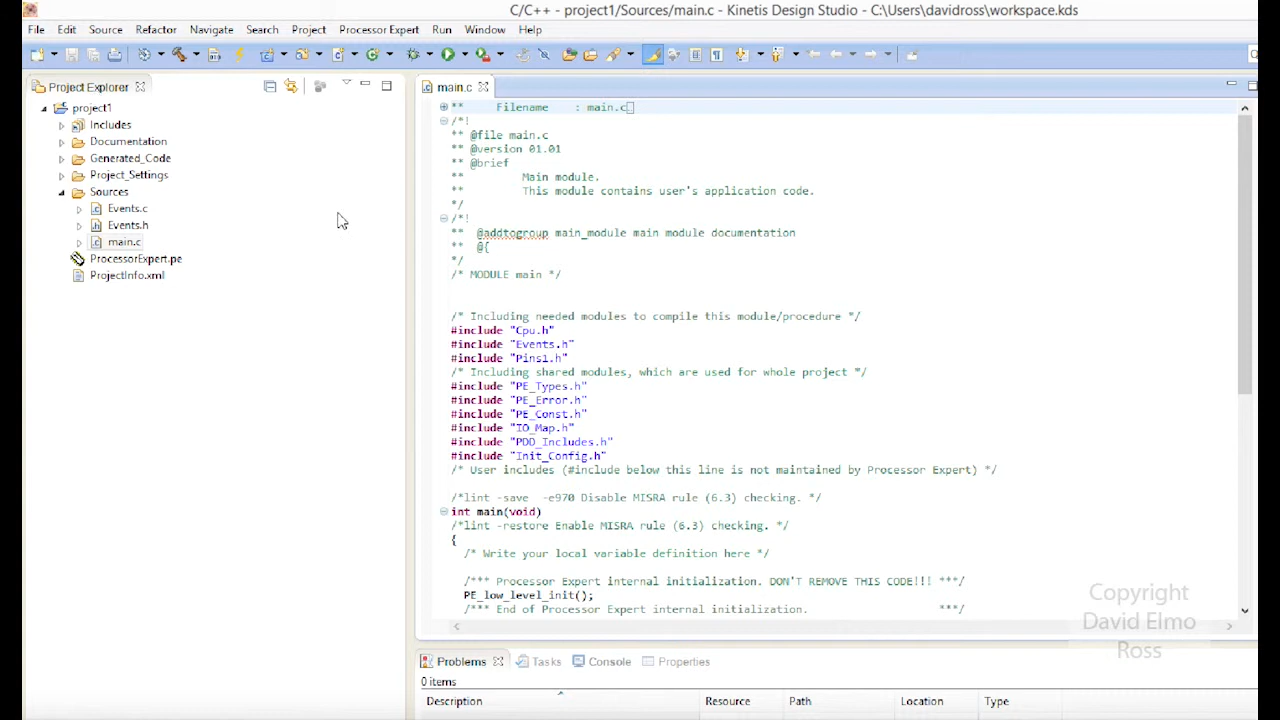 C/C++ - project1/Sources/main.c - Kinetis Design Studio - C:\Users\davidross\workspace.kds
File Edit Source Refactor Navigate Search Project Processor Expert Run Window Help
Project Explorer
project1
Includes
Documentation
Generated_Code
Project_Settings
Sources
Events.c
Events.h
main.c
ProcessorExpert.pe
ProjectInfo.xml
main.c
** Filename : main.c
/*!
** @file main.c
** @version 01.01
** @brief
** Main module.
** This module contains user's application code.
*/
/*!
** @addtogroup main_module main module documentation
** @{
*/
/* MODULE main */
/* Including needed modules to compile this module/procedure */
#include "Cpu.h"
#include "Events.h"
#include "Pins1.h"
/* Including shared modules, which are used for whole project */
#include "PE_Types.h"
#include "PE_Error.h"
#include "PE_Const.h"
#include "IO_Map.h"
#include "PDD_Includes.h"
#include "Init_Config.h"
/* User includes (#include below this line is not maintained by Processor Expert) */
/*lint -save -e970 Disable MISRA rule (6.3) checking. */
int main(void)
/*lint -restore Enable MISRA rule (6.3) checking. */
{
/* Write your local variable definition here */
/*** Processor Expert internal initialization. DON'T REMOVE THIS CODE!!! ***/
PE_low_level_init();
/*** End of Processor Expert internal initialization. ***/
Copyright
David Elmo
Ross
Problems Tasks Console Properties
0 items
Description Resource Path Location Type